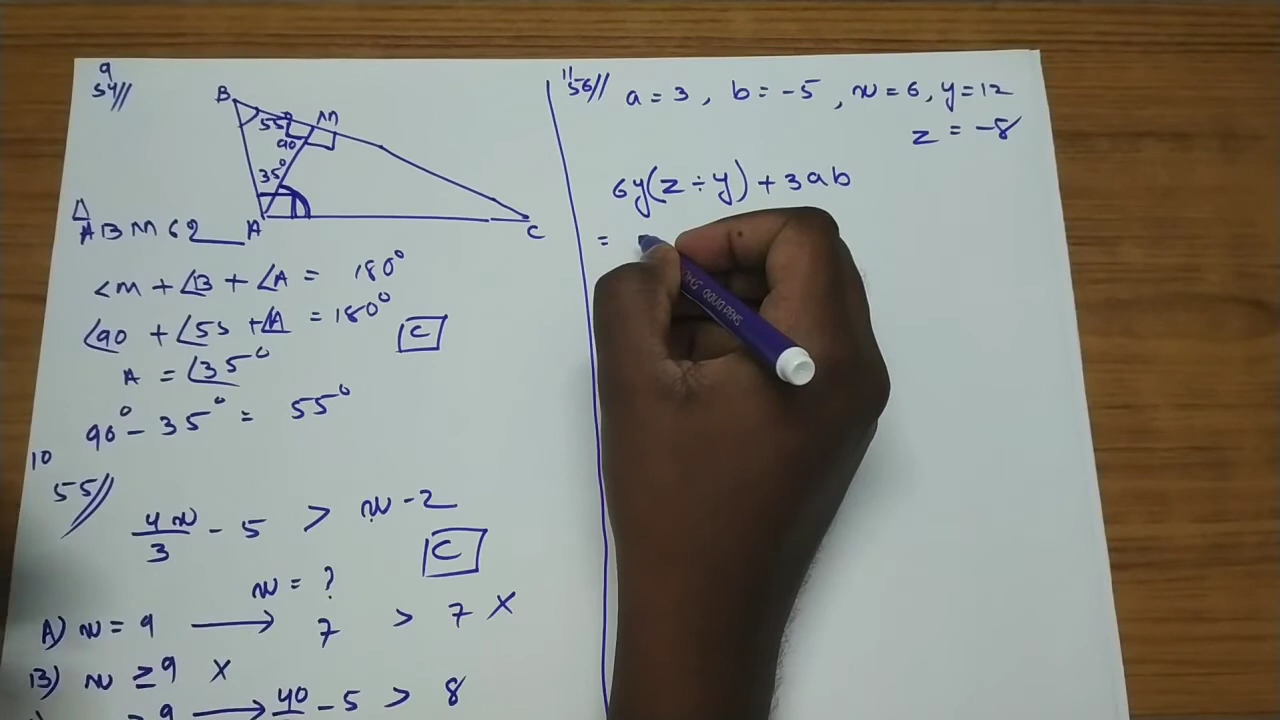 9
54//
B
55°
M
90
35°
A
C
Δ
ABM 62
∠M + ∠B + ∠A = 180°
∠90 + ∠55 + ∠A = 180°
C
A = ∠35°
90° - 35° = 55°
10
55//
4x/3 - 5 > x - 2
C
x = ?
A) x = 9 → 7 > 7 X
B) x ≥ 9 X
= 9 → 40 - 5 > 8
11
56// a = 3, b = -5, x = 6, y = 12
z = -8
6y(z ÷ y) + 3ab
=